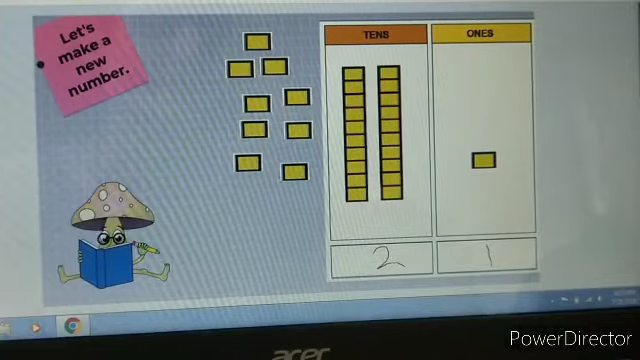 Let's
make a
new
number.
TENS
ONES
2
1
acer
PowerDirector